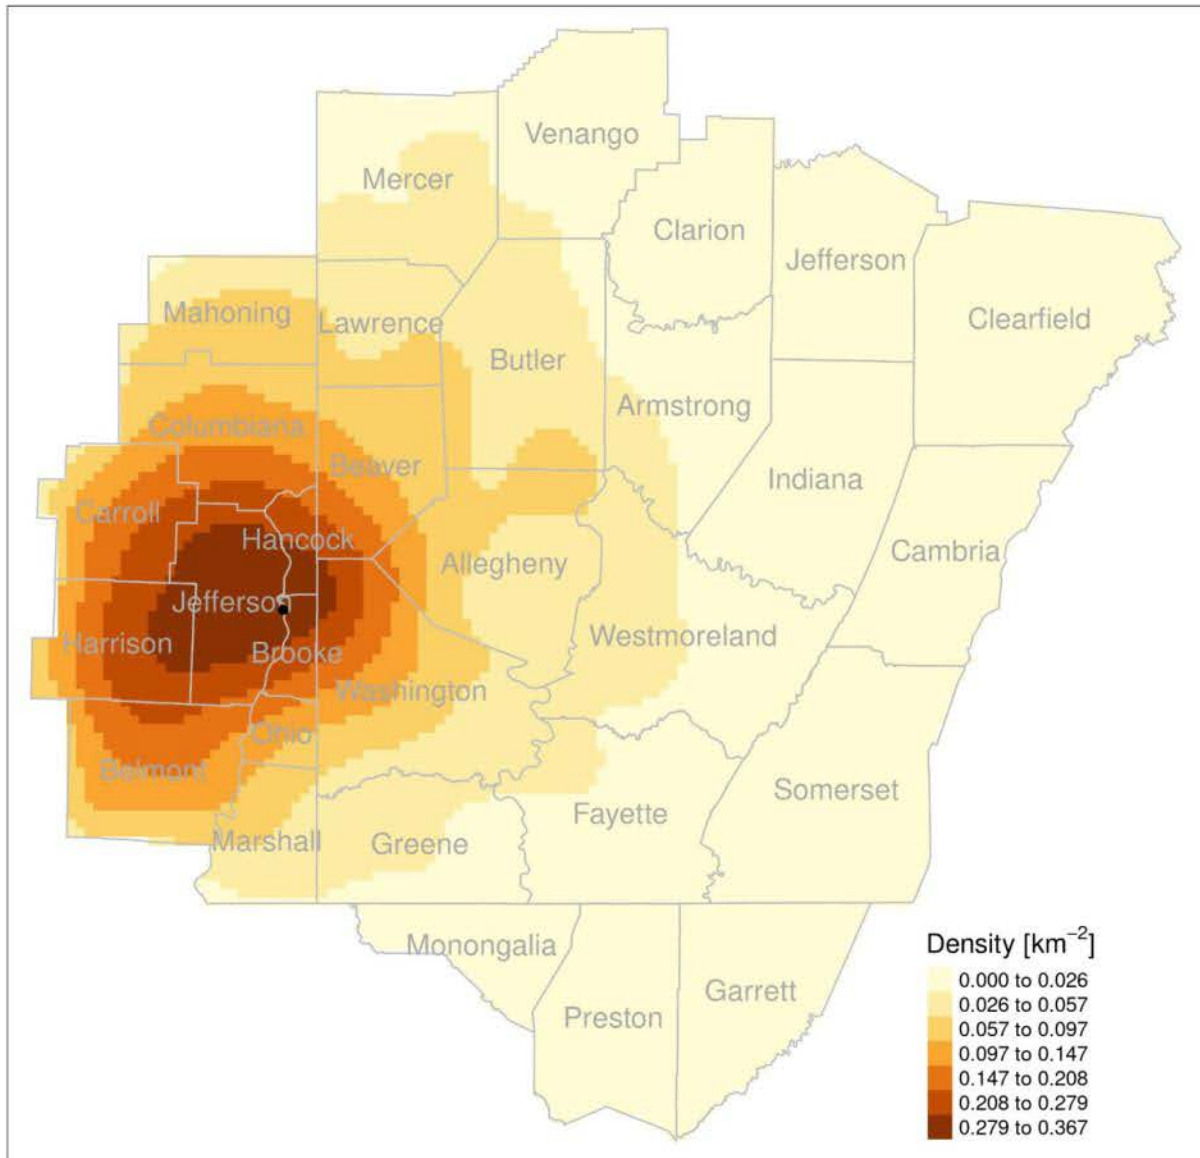 Venango
Mercer
Clarion
Jefferson
Clearfield
Mahoning
Lawrence
Butler
Armstrong
Columbiana
Beaver
Indiana
Carroll
Hancock
Allegheny
Cambria
Jefferson
Harrison
Brooke
Westmoreland
Washington
Ohio
Belmont
Somerset
Fayette
Marshall
Greene
Monongalia
Garrett
Preston
Density [km⁻²]
0.000 to 0.026
0.026 to 0.057
0.057 to 0.097
0.097 to 0.147
0.147 to 0.208
0.208 to 0.279
0.279 to 0.367